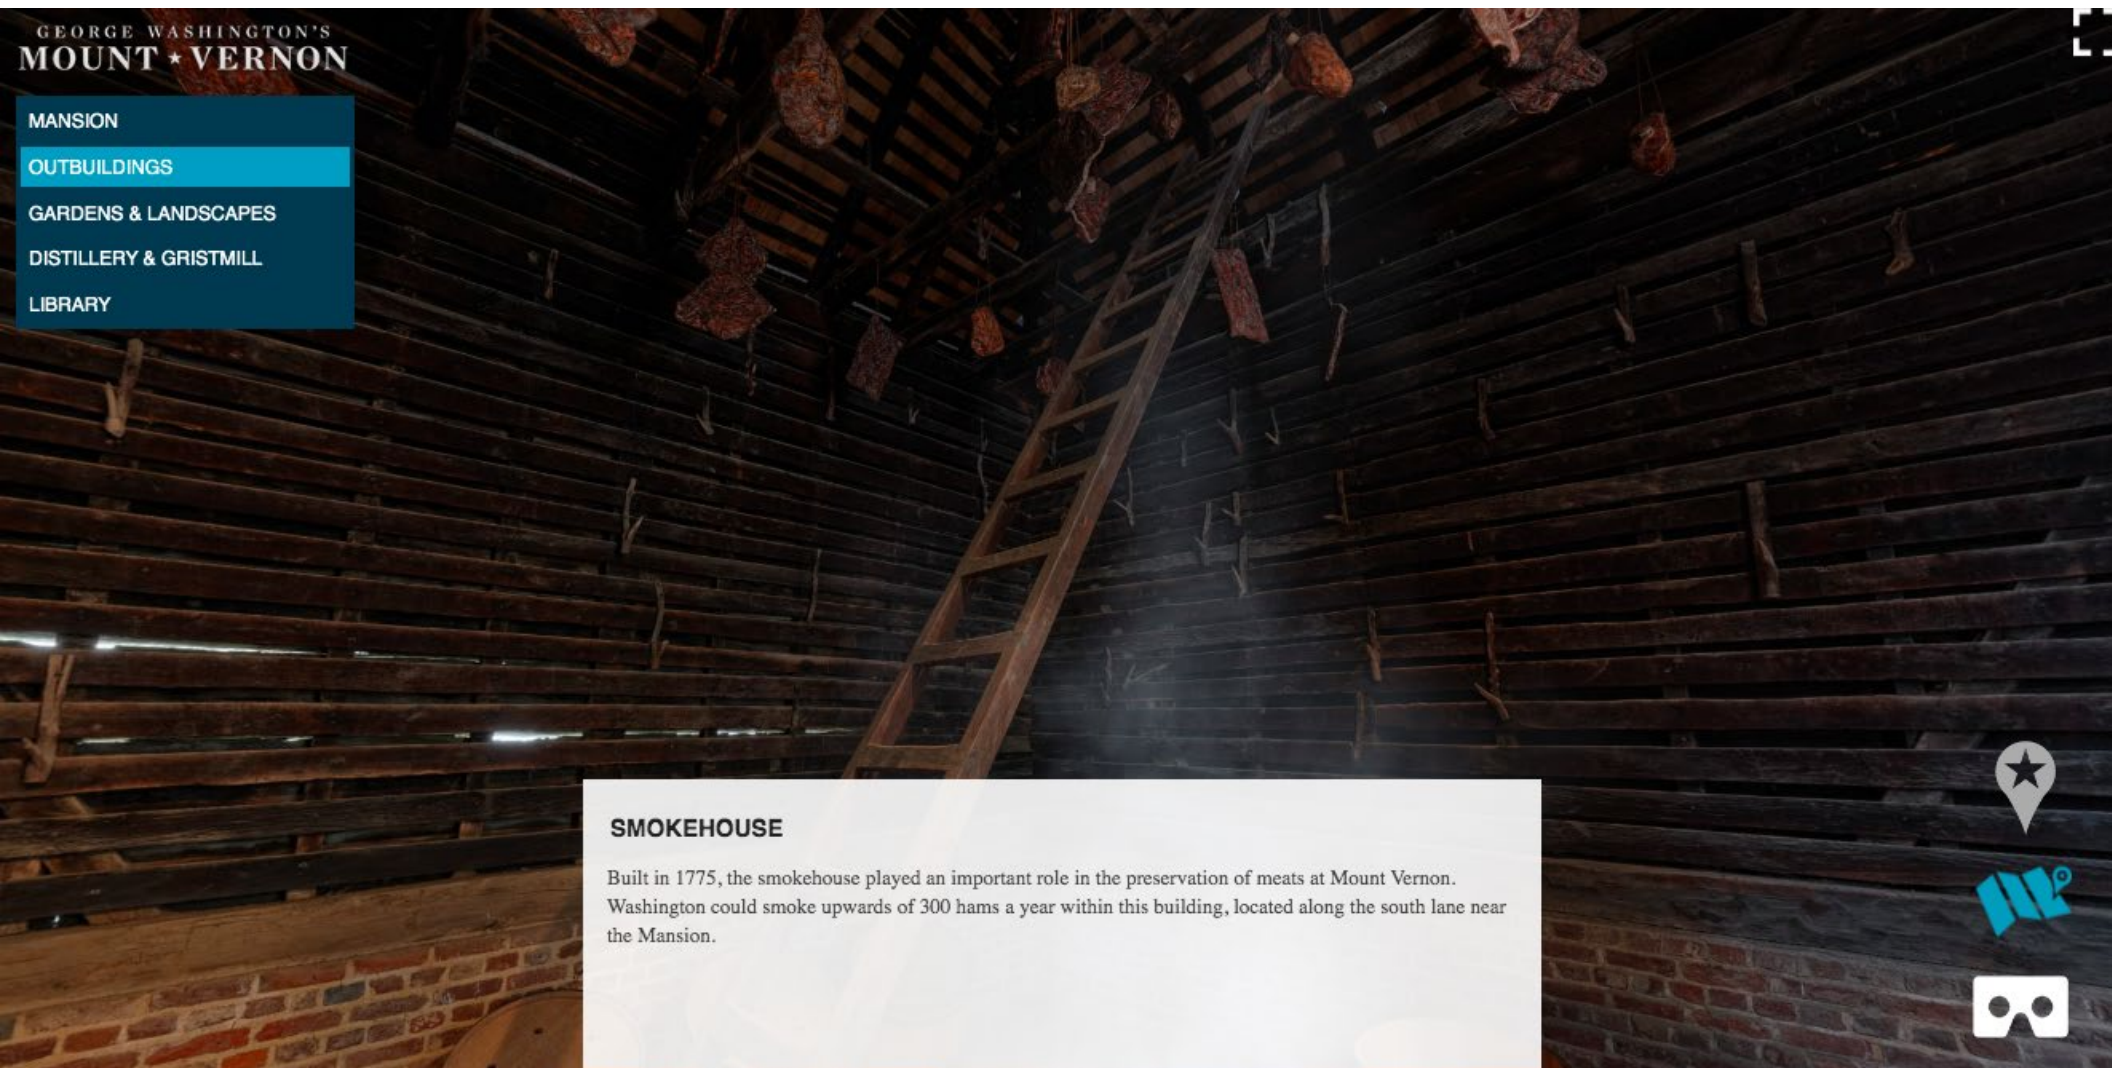 GEORGE WASHINGTON'S
MOUNT★VERNON
MANSION
OUTBUILDINGS
GARDENS & LANDSCAPES
DISTILLERY & GRISTMILL
LIBRARY
SMOKEHOUSE
Built in 1775, the smokehouse played an important role in the preservation of meats at Mount Vernon.
Washington could smoke upwards of 300 hams a year within this building, located along the south lane near
the Mansion.